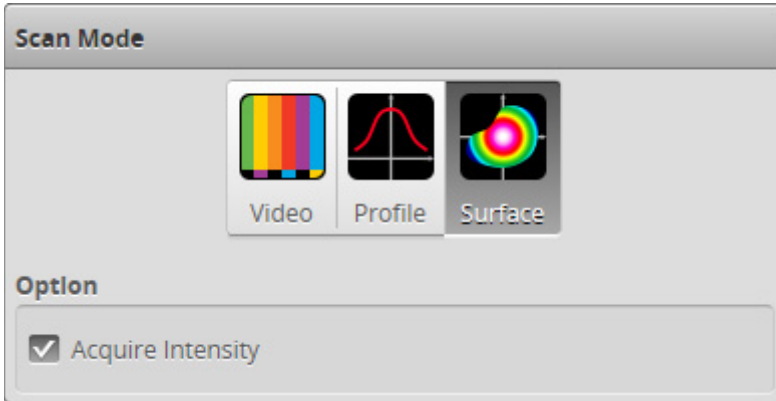 Scan Mode
Video Profile Surface
Option
Acquire Intensity